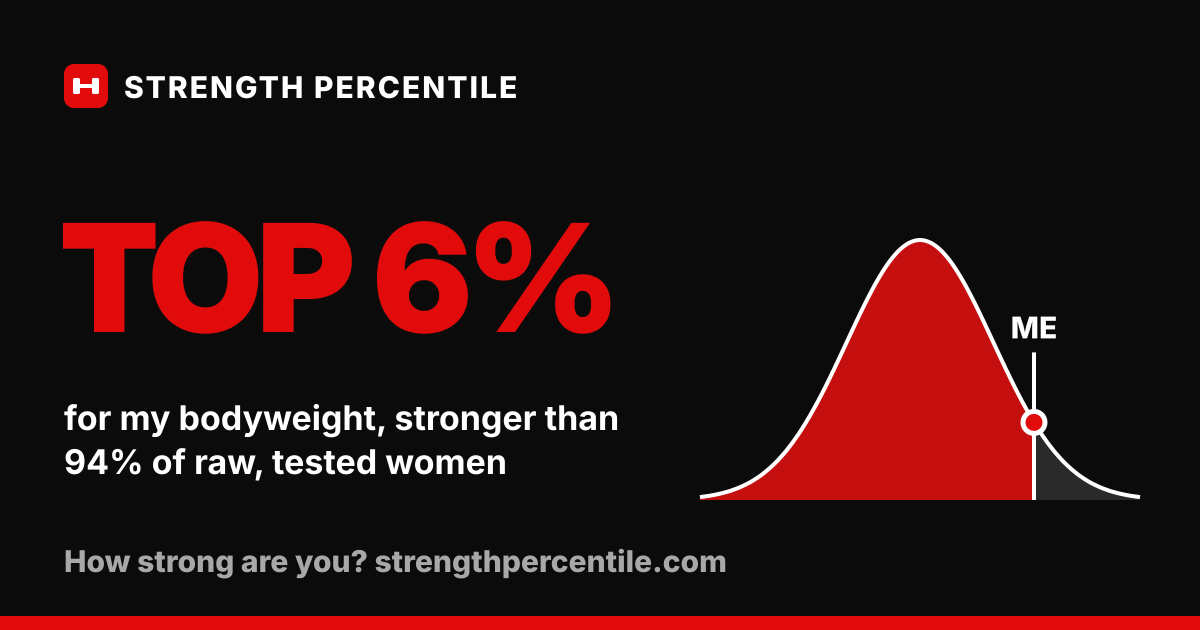 STRENGTH PERCENTILE
TOP 6%
ME
for my bodyweight, stronger than
94% of raw, tested women
How strong are you? strengthpercentile.com